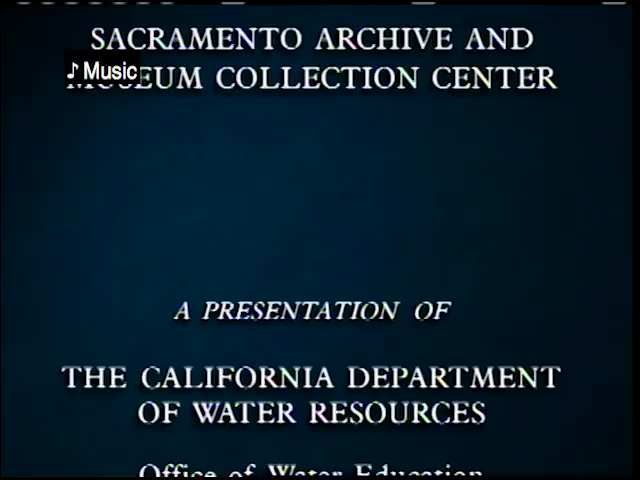 SACRAMENTO ARCHIVE AND
♪ Music
MUSEUM COLLECTION CENTER
A PRESENTATION OF
THE CALIFORNIA DEPARTMENT
OF WATER RESOURCES
Office of Water Education